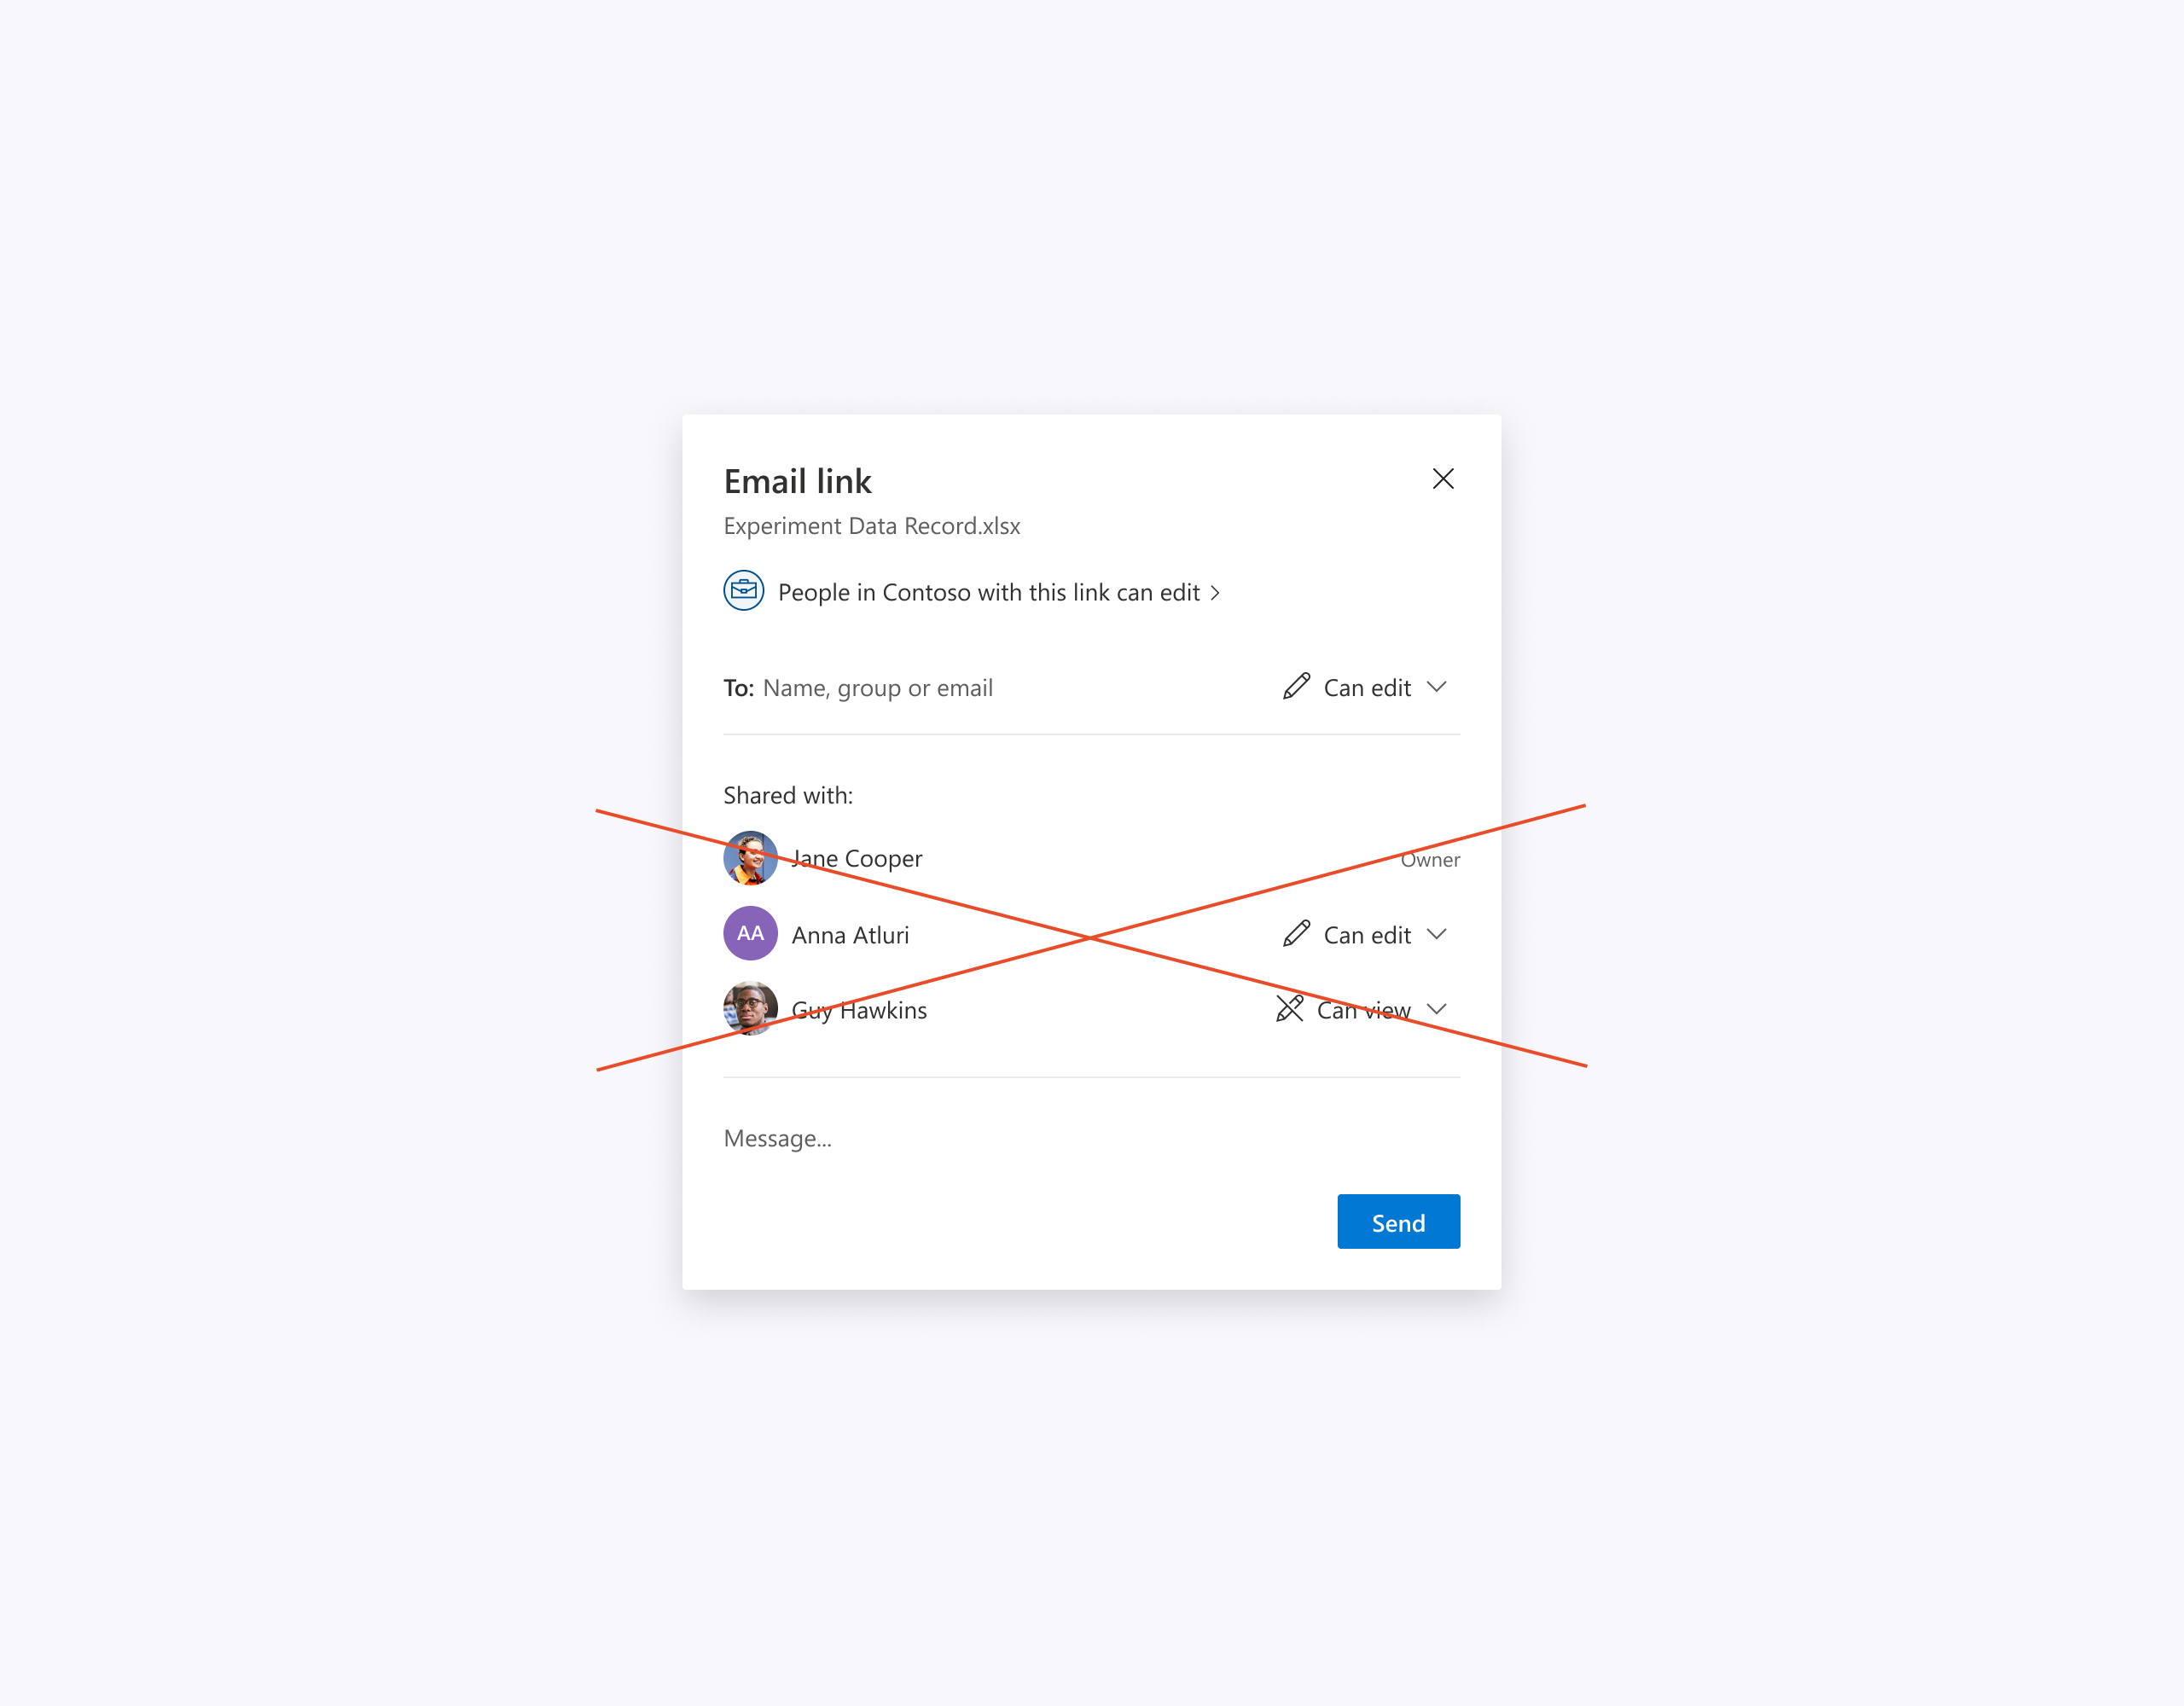 Email link
Experiment Data Record.xlsx
People in Contoso with this link can edit
To: Name, group or email Can edit
Shared with:
Jane Cooper Owner
AA Anna Atluri Can edit
Guy Hawkins Can view
Message...
Send